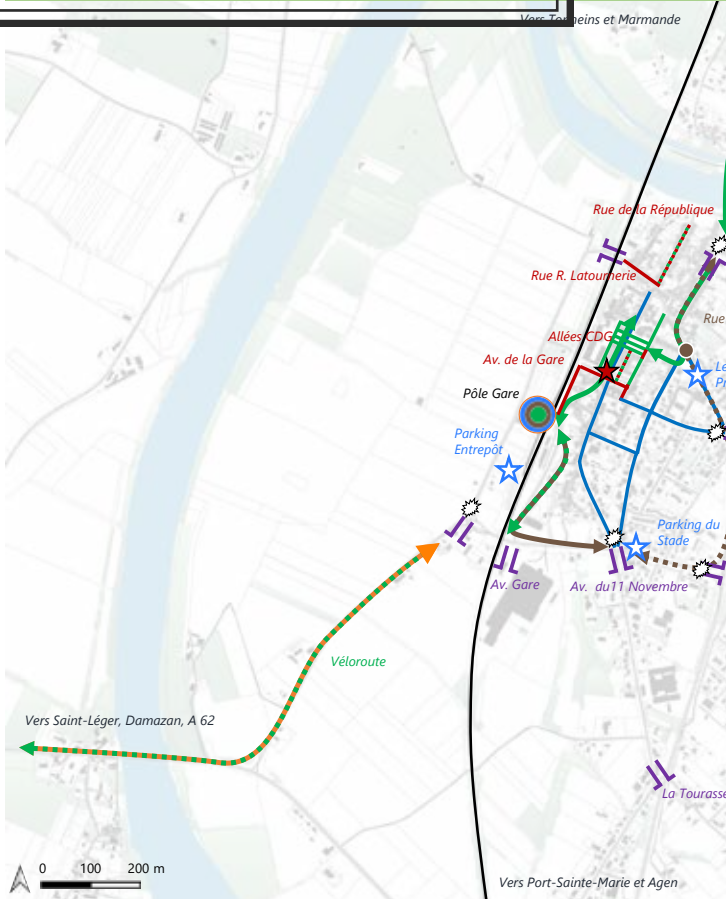 Vers Tonneins et Marmande
Rue de la République
Rue R. Latournerie
Rue
Allées CDG
Av. de la Gare
Pôle Gare
Parking
Entrepôt
Parking du
Stade
Av. Gare
Av. du11 Novembre
Véloroute
Vers Saint-Léger, Damazan, A 62
La Tourasse
0 100 200 m
Vers Port-Sainte-Marie et Agen